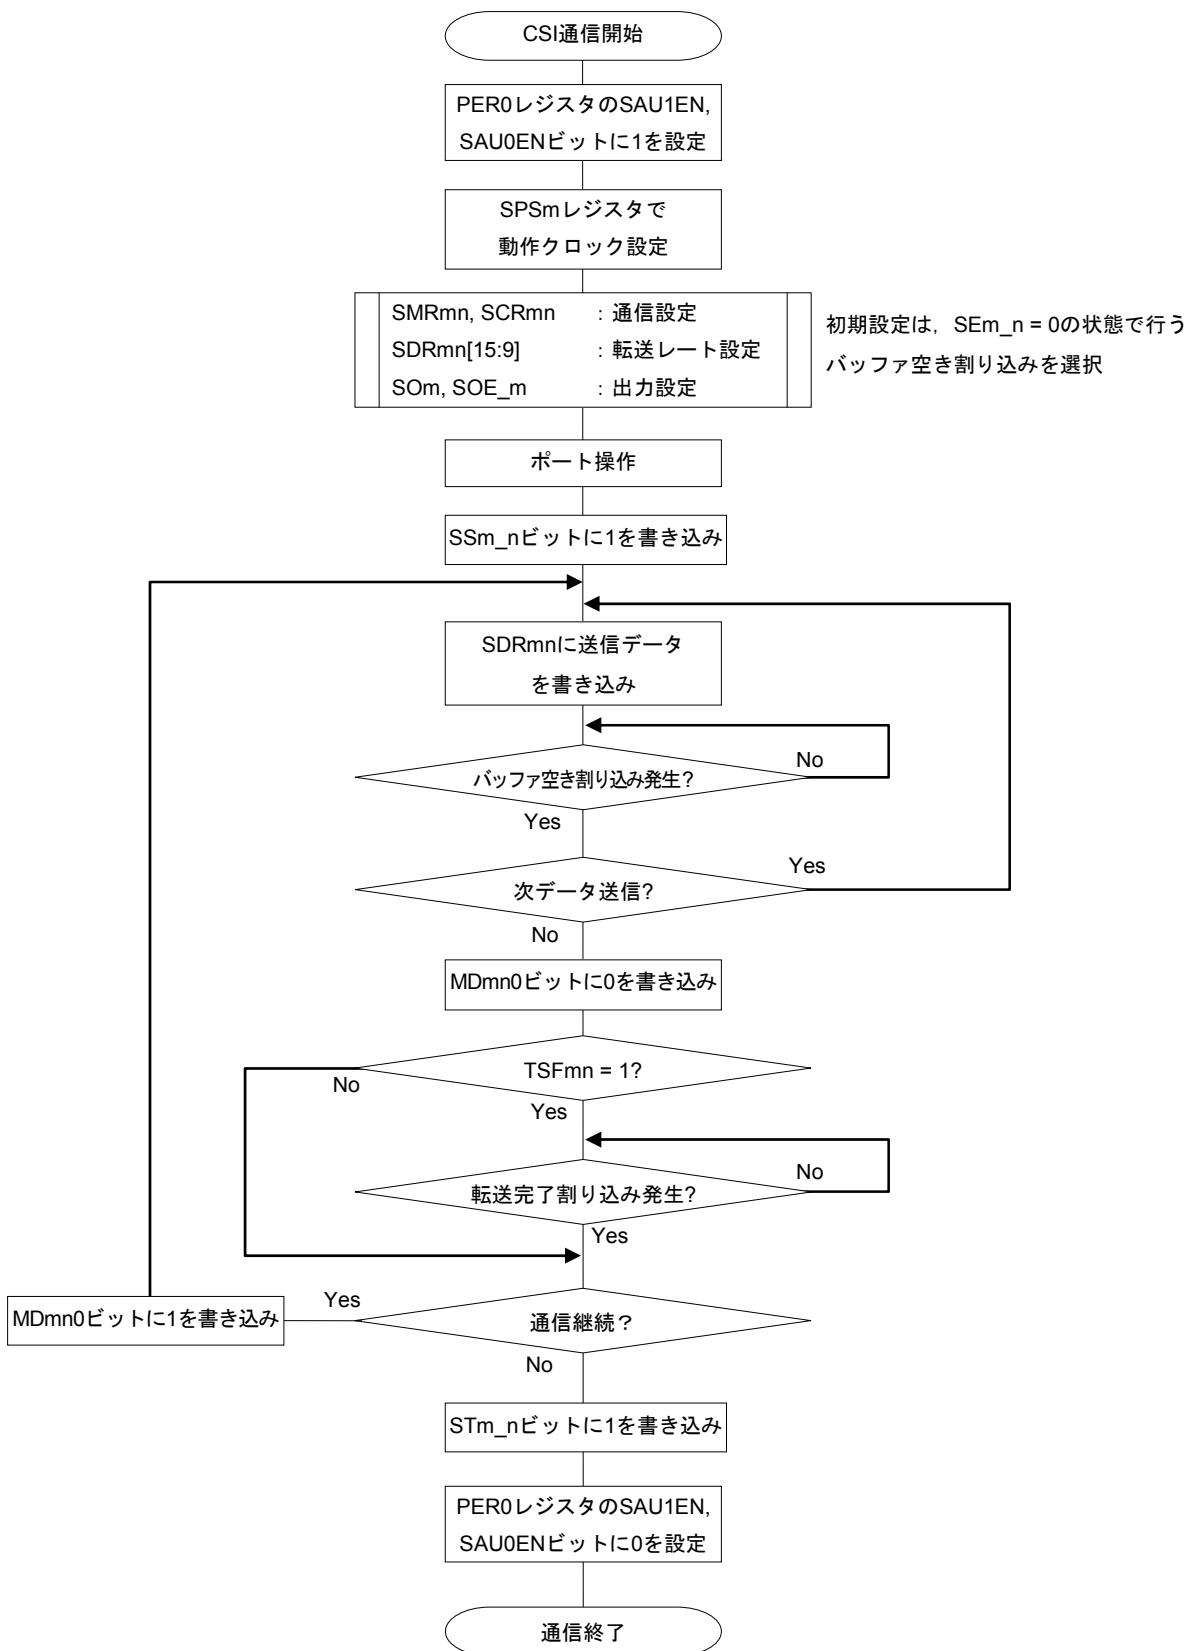 CSI通信開始
PER0レジスタのSAU1EN,
SAU0ENビットに1を設定
SPSmレジスタで
動作クロック設定
SMRmn, SCRmn : 通信設定
SDRmn[15:9] : 転送レート設定
SOm, SOE_m : 出力設定
初期設定は, SEm_n = 0の状態で行う
バッファ空き割り込みを選択
ポート操作
SSm_nビットに1を書き込み
SDRmnに送信データ
を書き込み
バッファ空き割り込み発生?
No
Yes
次データ送信?
Yes
No
MDmn0ビットに0を書き込み
TSFmn = 1?
No
Yes
転送完了割り込み発生?
No
Yes
MDmn0ビットに1を書き込み
Yes
通信継続?
No
STm_nビットに1を書き込み
PER0レジスタのSAU1EN,
SAU0ENビットに0を設定
通信終了